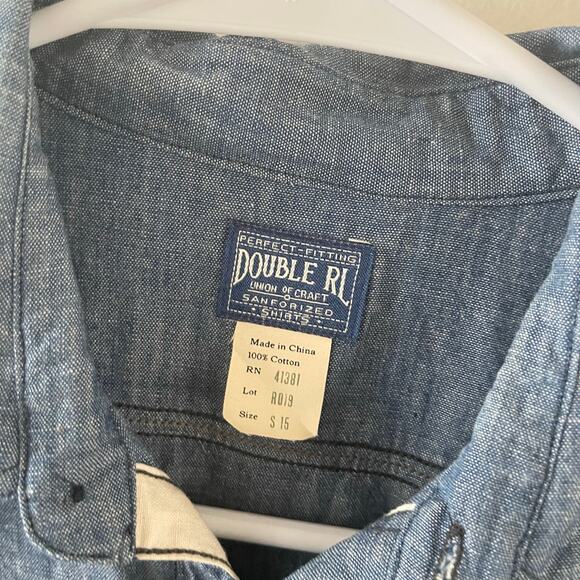 PERFECT-FITTING
DOUBLE RL
UNION OF CRAFT
SANFORIZED
SHIRTS
Made in China
100% Cotton
RN 41381
Lot R019
Size S 15